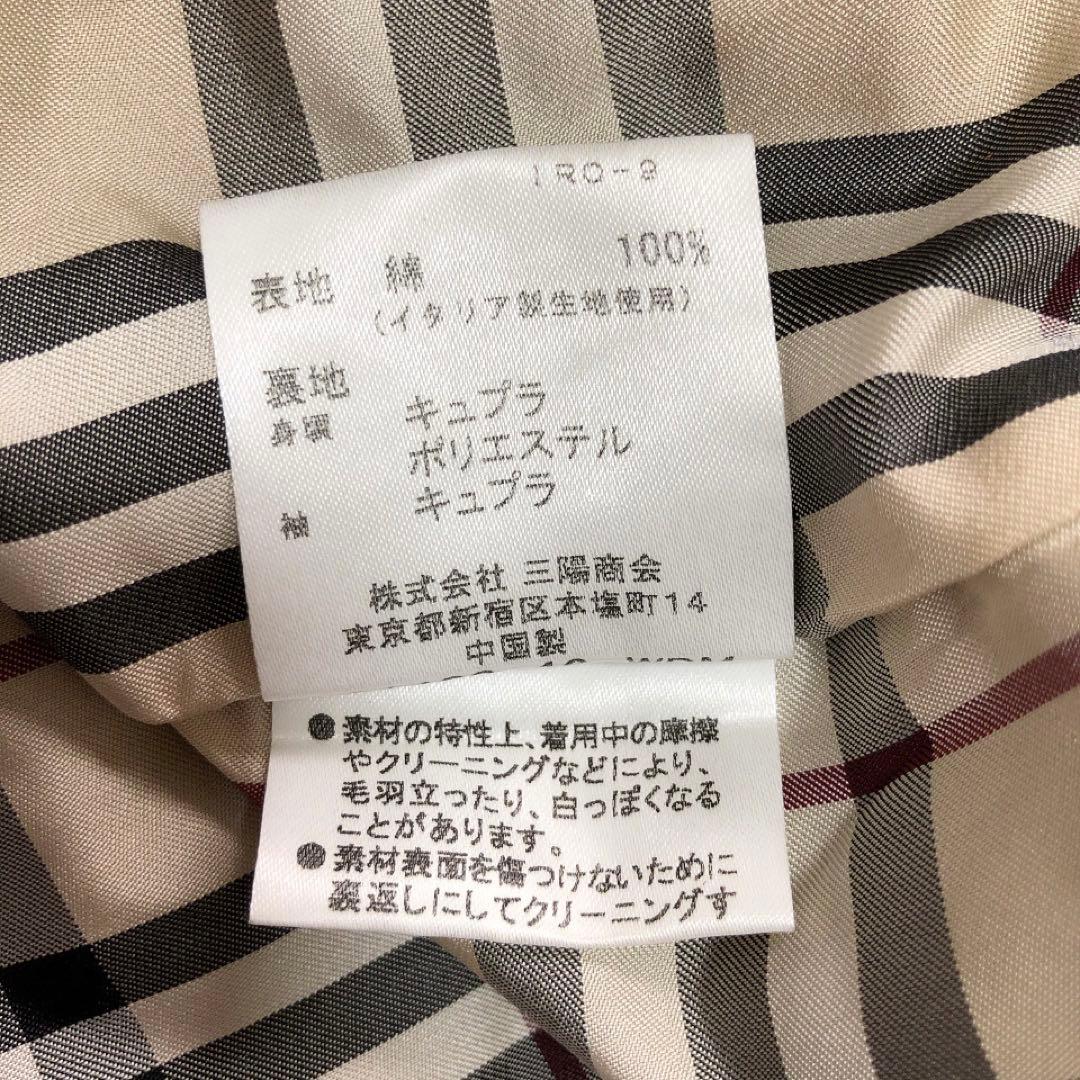 IRO-9
表地 綿 100%
(イタリア製生地使用)
裏地
身頃 キュプラ
ポリエステル
袖 キュプラ
株式会社 三陽商会
東京都新宿区本塩町14
中国製
●素材の特性上、着用中の摩擦
やクリーニングなどにより、
毛羽立ったり、白っぽくなる
ことがあります。
●素材表面を傷つけないために
裏返しにしてクリーニングす